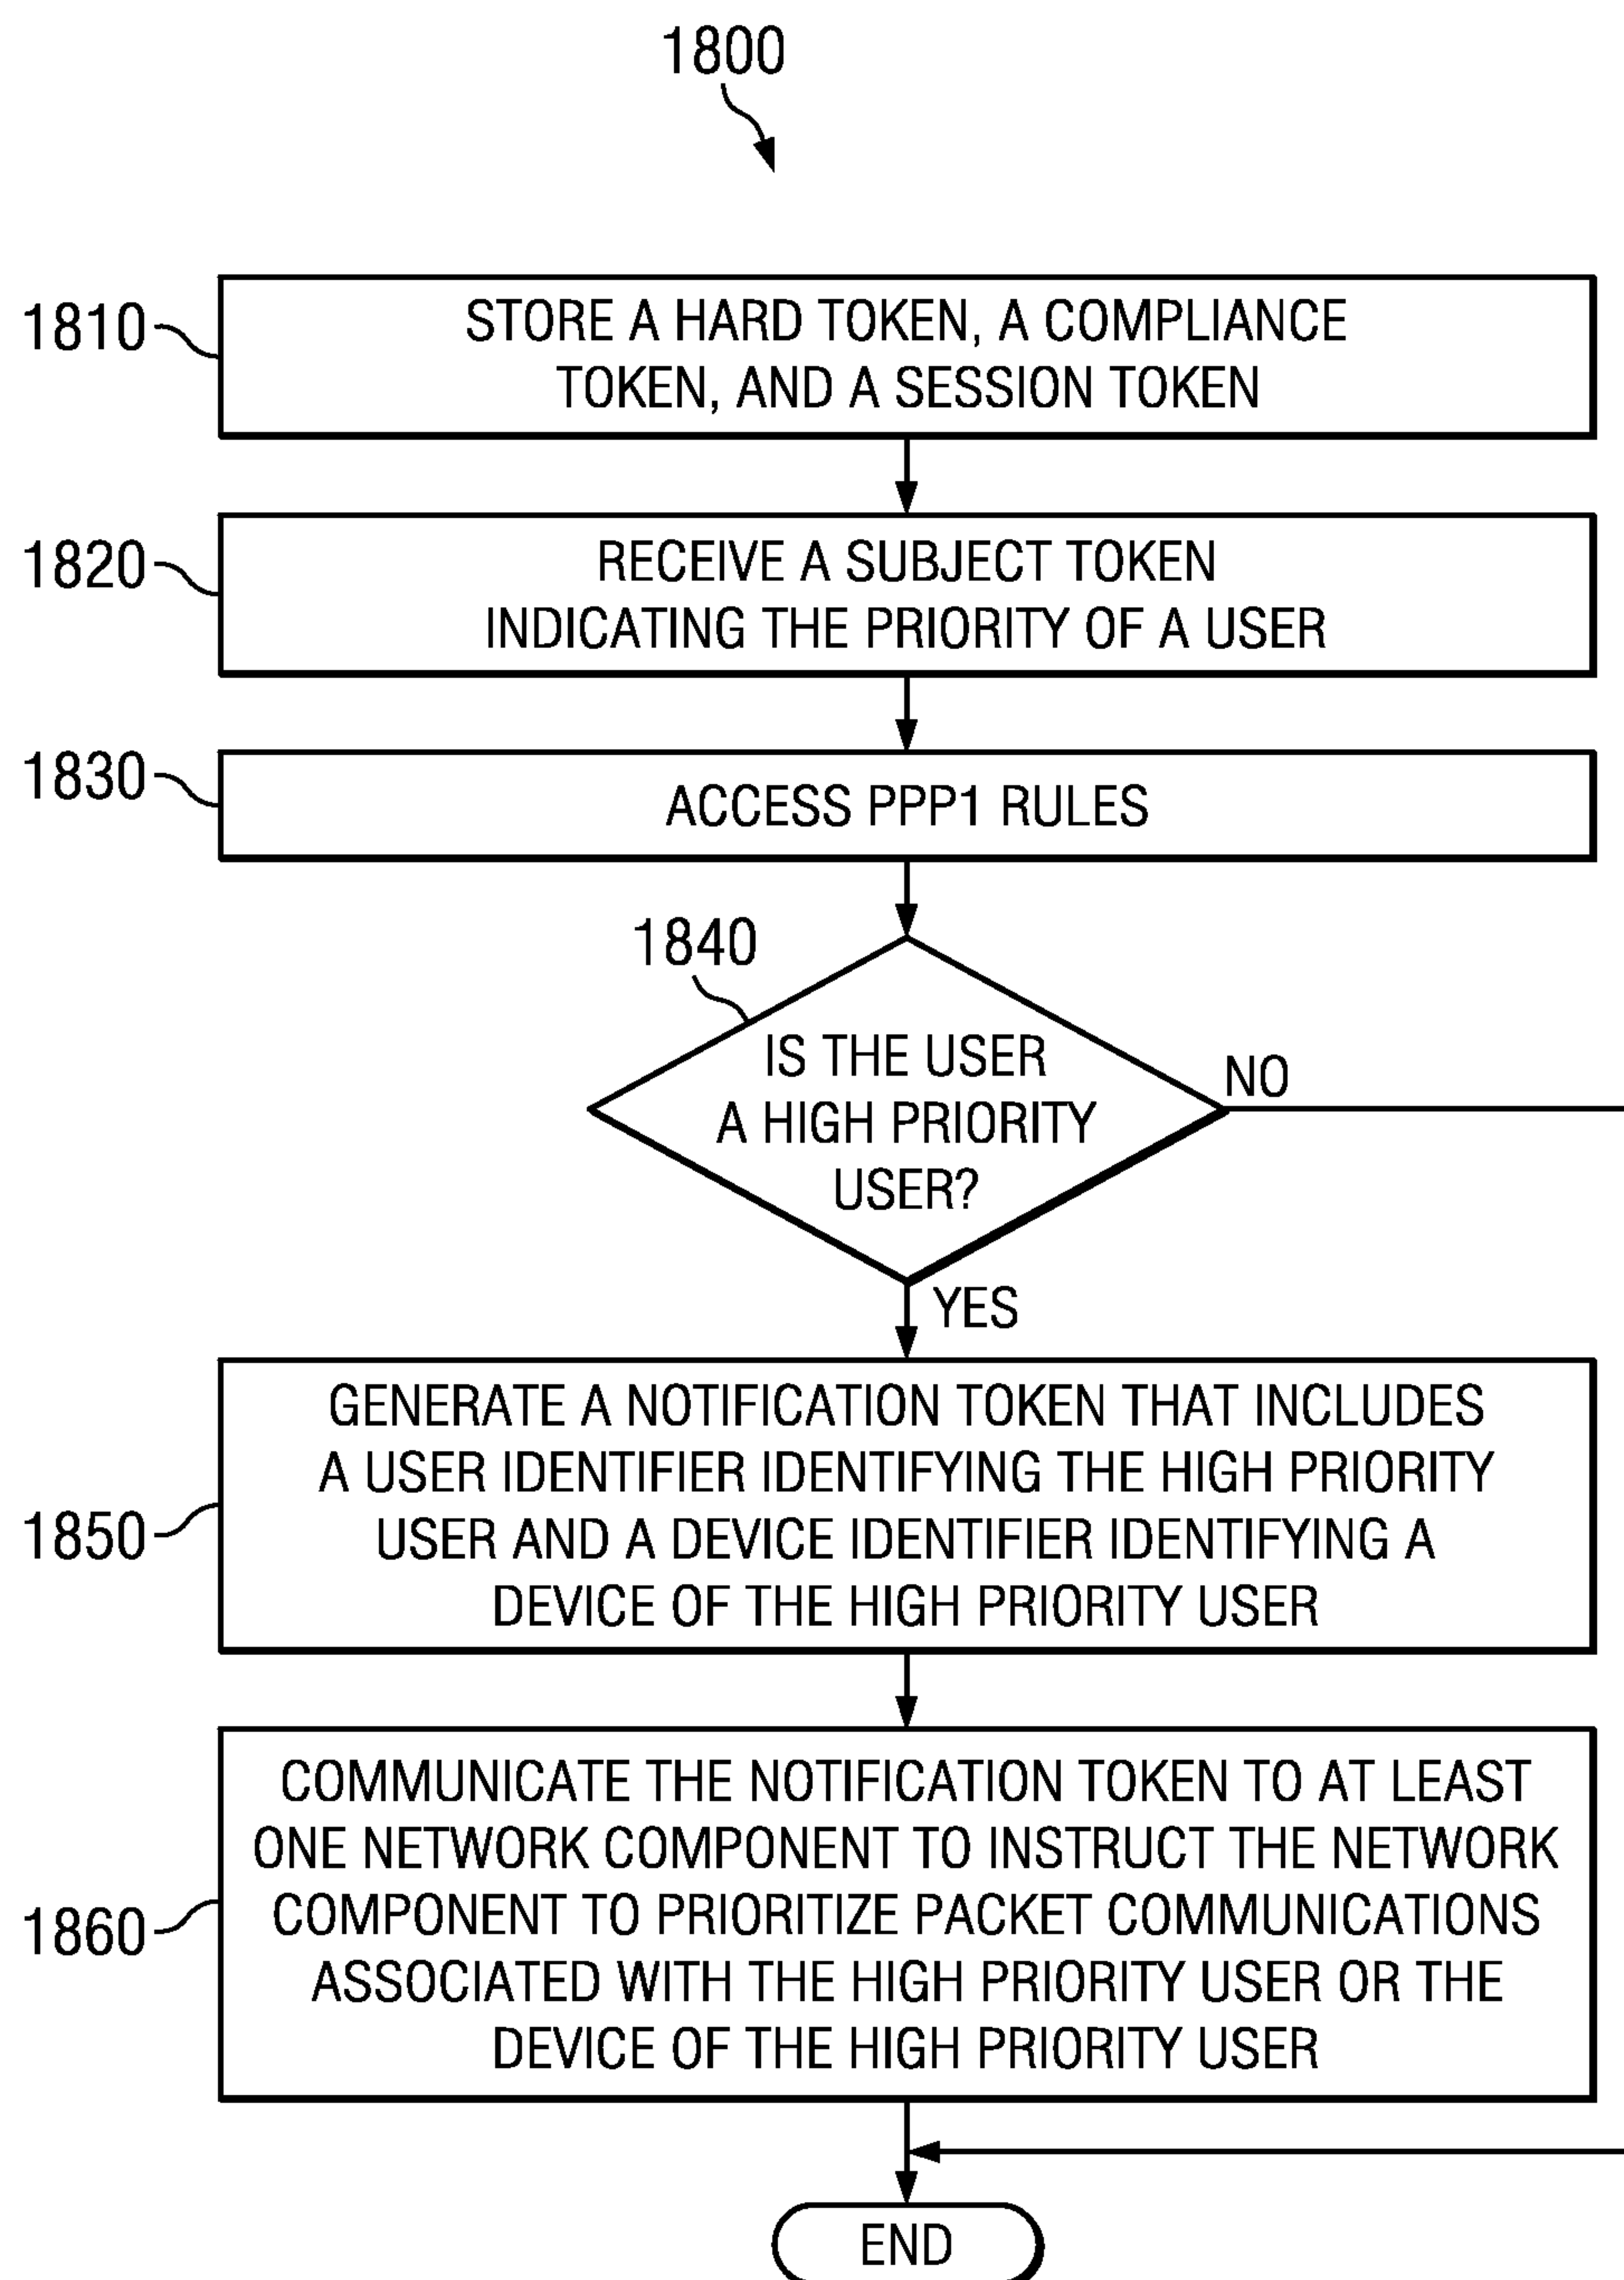 1800
1810
STORE A HARD TOKEN, A COMPLIANCE
TOKEN, AND A SESSION TOKEN
1820
RECEIVE A SUBJECT TOKEN
INDICATING THE PRIORITY OF A USER
1830
ACCESS PPP1 RULES
1840
IS THE USER
A HIGH PRIORITY
USER?
NO
YES
1850
GENERATE A NOTIFICATION TOKEN THAT INCLUDES
A USER IDENTIFIER IDENTIFYING THE HIGH PRIORITY
USER AND A DEVICE IDENTIFIER IDENTIFYING A
DEVICE OF THE HIGH PRIORITY USER
1860
COMMUNICATE THE NOTIFICATION TOKEN TO AT LEAST
ONE NETWORK COMPONENT TO INSTRUCT THE NETWORK
COMPONENT TO PRIORITIZE PACKET COMMUNICATIONS
ASSOCIATED WITH THE HIGH PRIORITY USER OR THE
DEVICE OF THE HIGH PRIORITY USER
END